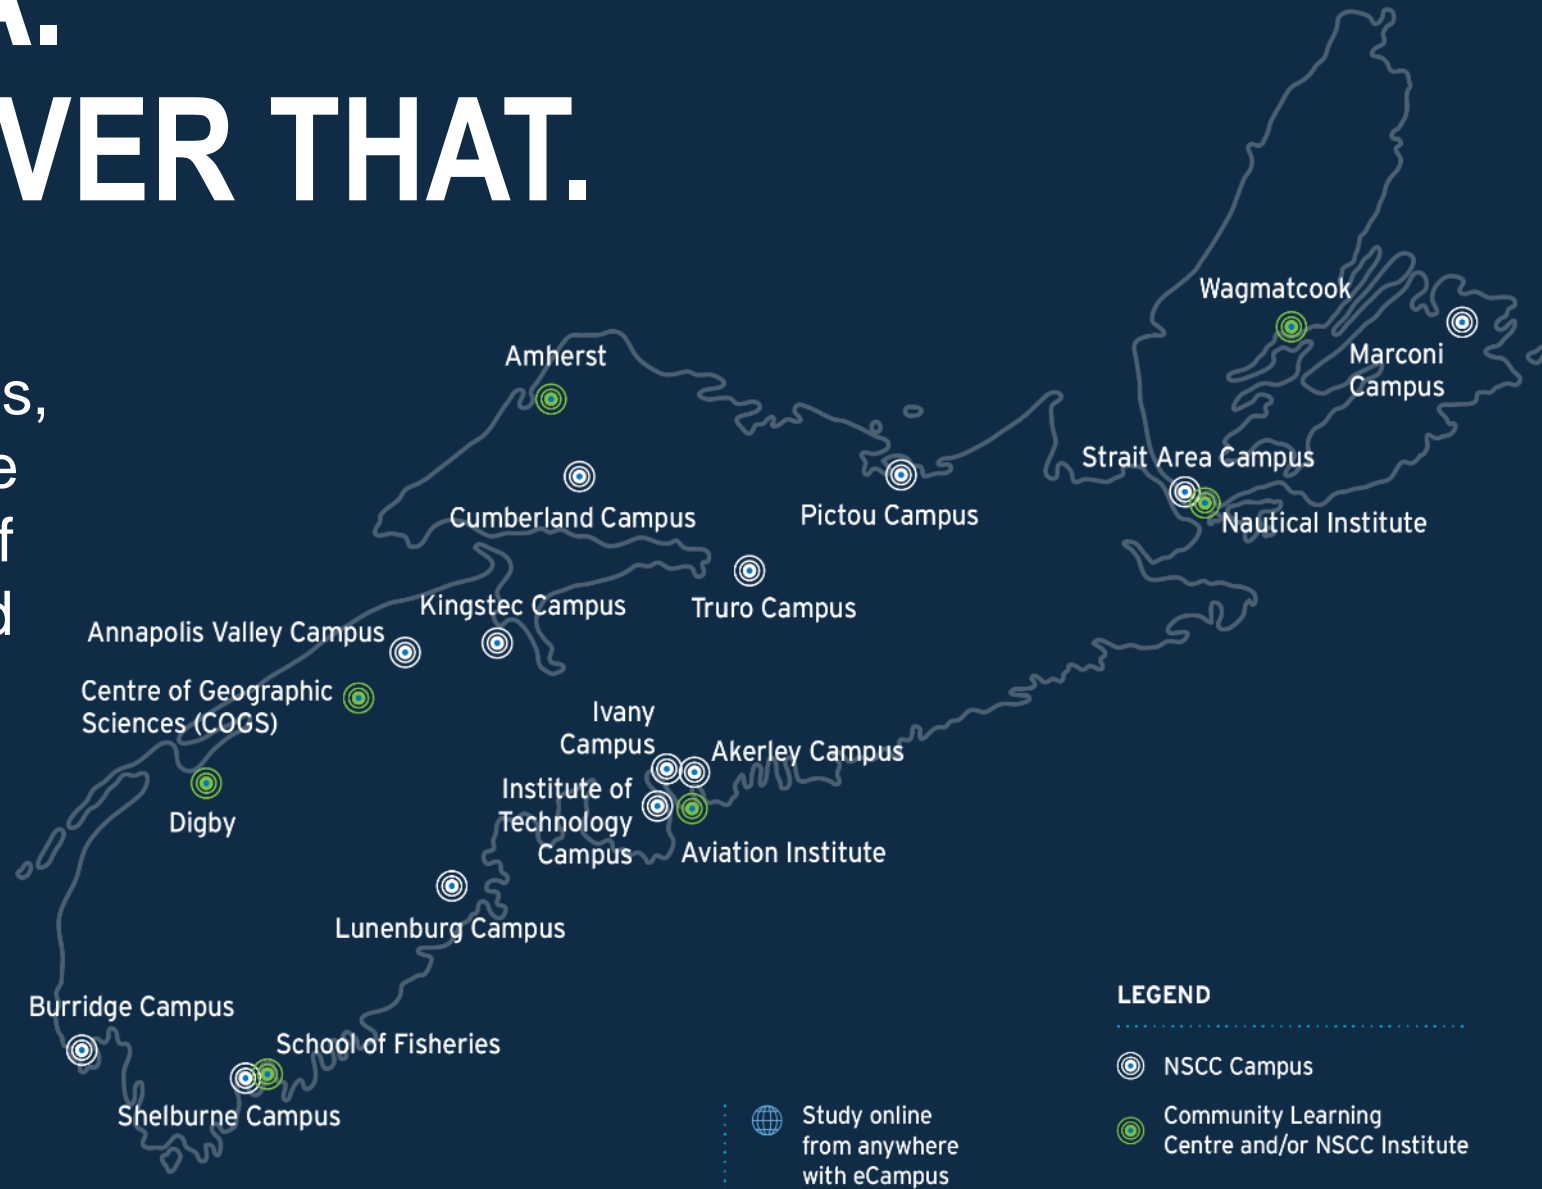 A.
VER THAT.
s,
e
f
d
Wagmatcook
Marconi
Campus
Amherst
Strait Area Campus
Nautical Institute
Cumberland Campus
Pictou Campus
Truro Campus
Kingstec Campus
Annapolis Valley Campus
Centre of Geographic
Sciences (COGS)
Ivany
Campus
Akerley Campus
Institute of
Technology
Campus
Aviation Institute
Digby
Lunenburg Campus
Burridge Campus
School of Fisheries
Shelburne Campus
Study online
from anywhere
with eCampus
LEGEND
NSCC Campus
Community Learning
Centre and/or NSCC Institute